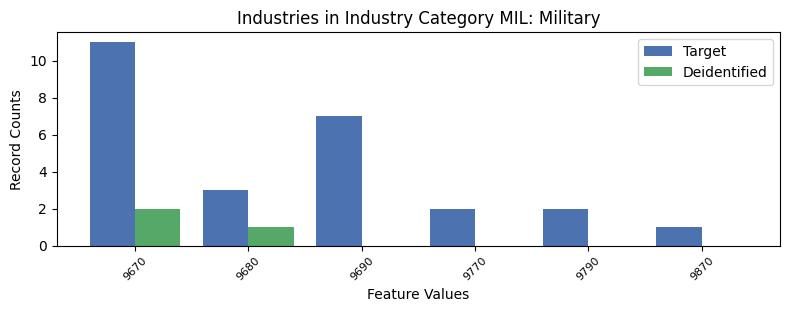 Industries in Industry Category MIL: Military
Target
Deidentified
Record Counts
10
8
6
4
2
0
9670
9680
9690
9770
9790
9870
Feature Values